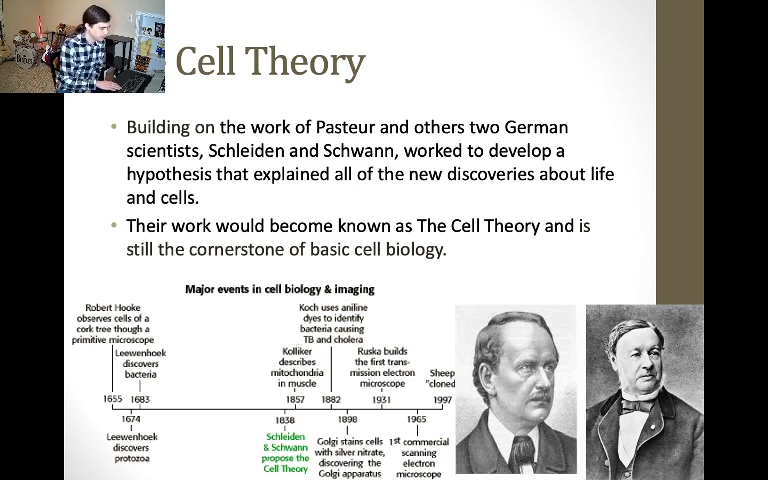 Cell Theory
Building on the work of Pasteur and others two German
scientists, Schleiden and Schwann, worked to develop a
hypothesis that explained all of the new discoveries about life
and cells.
Their work would become known as The Cell Theory and is
still the cornerstone of basic cell biology.
Major events in cell biology & imaging
Robert Hooke
observes cells of a
cork tree though a
primitive microscope
Leewenhoek
discovers
bacteria
Koch uses aniline
dyes to identify
bacteria causing
TB and cholera
Kolliker
describes
mitochondria
in muscle
Ruska builds
the first trans-
mission electron
microscope
Sheep
"cloned
1655 1683
1857 1882 1931 1997
1674
1838 1898 1965
Leewenhoek
discovers
protozoa
Schleiden
& Schwann
propose the
Cell Theory
Golgi stains cells
with silver nitrate,
discovering the
Golgi apparatus
1st commercial
scanning
electron
microscope